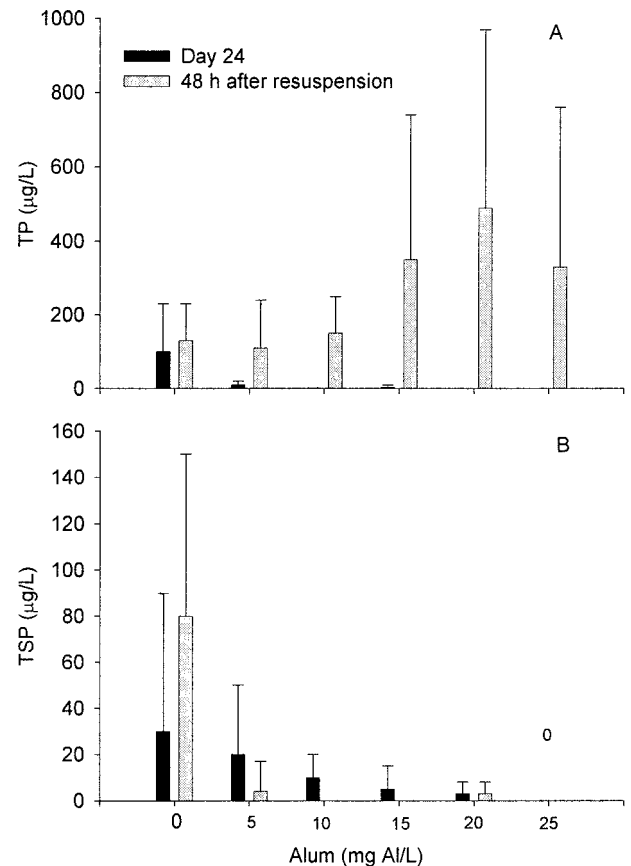 1000
A
Day 24
48 h after resuspension
800
600
400
200
0
TP (µg/L)
160
B
140
120
100
80
60
40
20
0
TSP (µg/L)
0
0 5 10 15 20 25
Alum (mg Al/L)